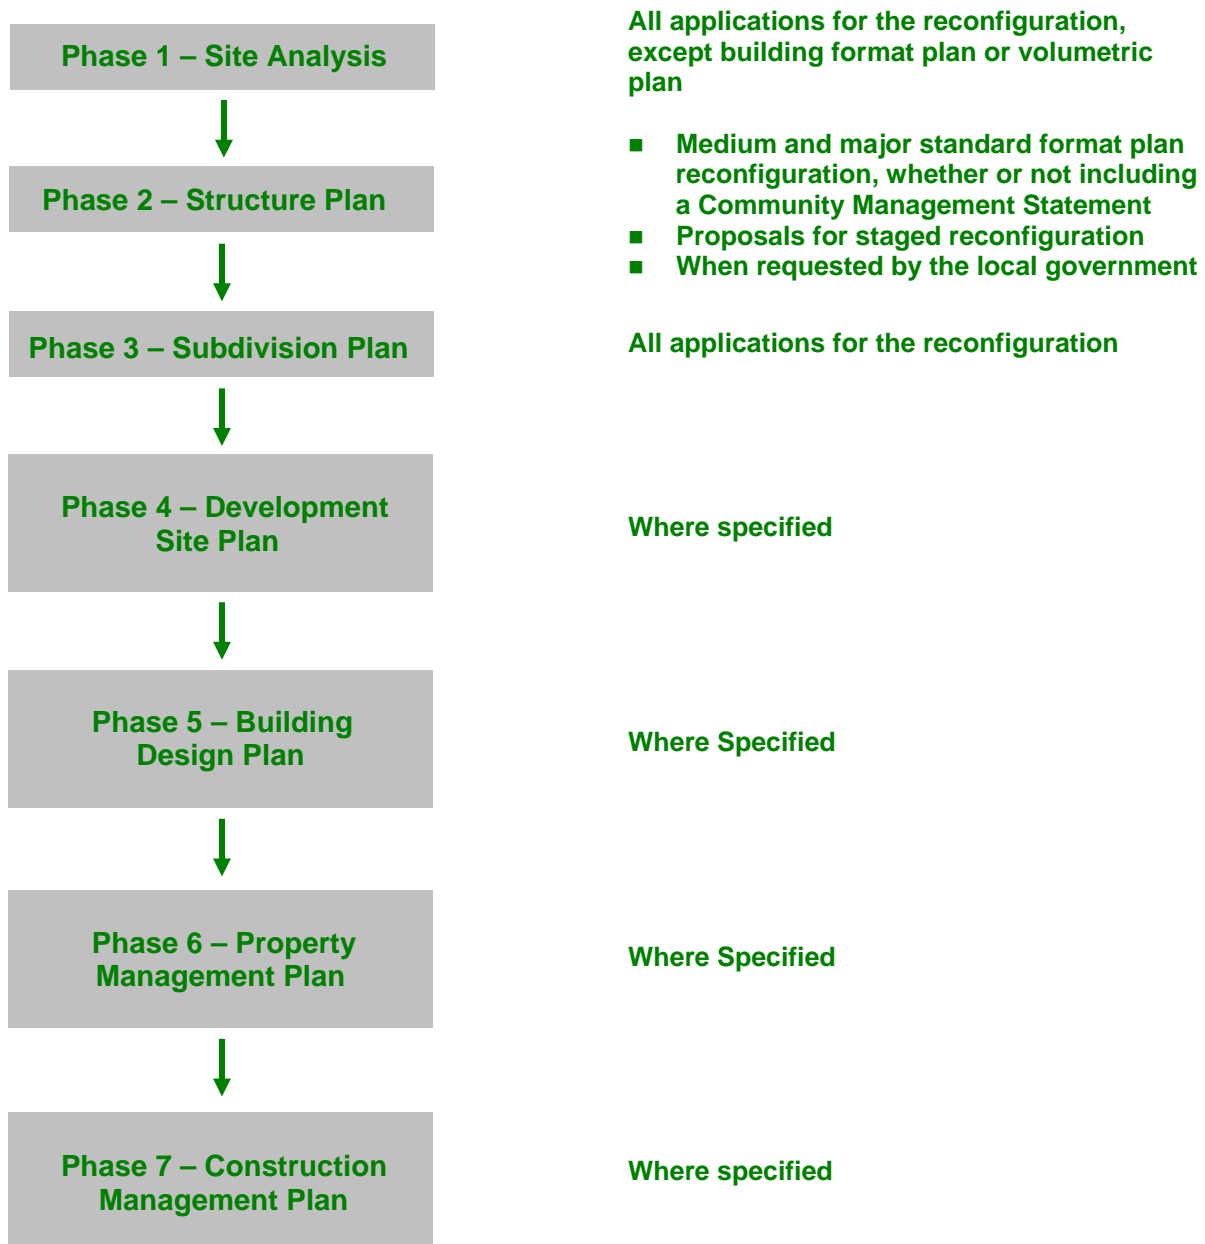 Phase 1 – Site Analysis
All applications for the reconfiguration,
except building format plan or volumetric
plan
Phase 2 – Structure Plan
■ Medium and major standard format plan
reconfiguration, whether or not including
a Community Management Statement
■ Proposals for staged reconfiguration
■ When requested by the local government
Phase 3 – Subdivision Plan
All applications for the reconfiguration
Phase 4 – Development
Site Plan
Where specified
Phase 5 – Building
Design Plan
Where Specified
Phase 6 – Property
Management Plan
Where Specified
Phase 7 – Construction
Management Plan
Where specified